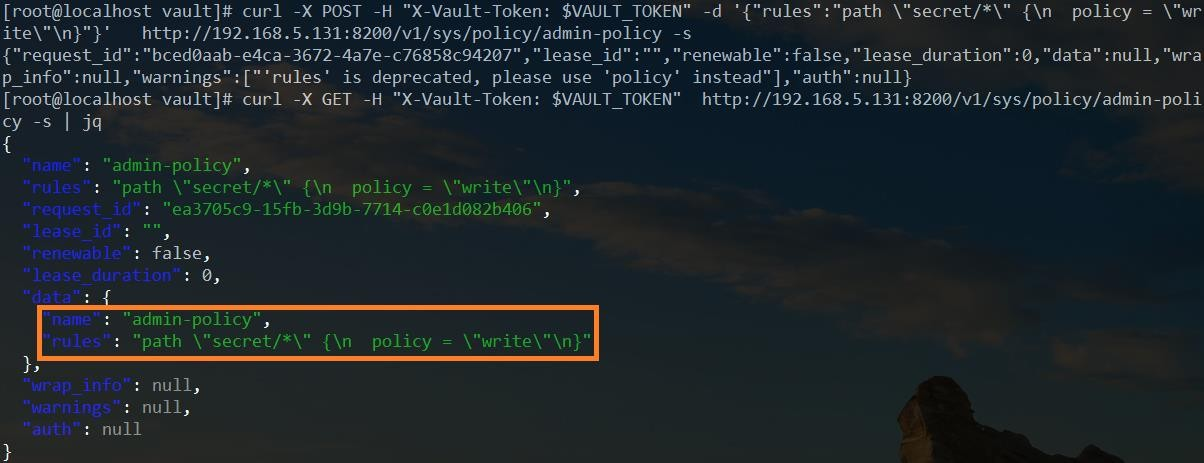 [root@localhost vault]# curl -X POST -H "X-Vault-Token: $VAULT_TOKEN" -d '{"rules":"path \"secret/*\" {\n  policy = \"wr
ite\"\n}"}'   http://192.168.5.131:8200/v1/sys/policy/admin-policy -s
{"request_id":"bced0aab-e4ca-3672-4a7e-c76858c94207","lease_id":"","renewable":false,"lease_duration":0,"data":null,"wra
p_info":null,"warnings":["'rules' is deprecated, please use 'policy' instead"],"auth":null}
[root@localhost vault]# curl -X GET -H "X-Vault-Token: $VAULT_TOKEN"  http://192.168.5.131:8200/v1/sys/policy/admin-poli
cy -s | jq
{
  "name": "admin-policy",
  "rules": "path \"secret/*\" {\n  policy = \"write\"\n}",
  "request_id": "ea3705c9-15fb-3d9b-7714-c0e1d082b406",
  "lease_id": "",
  "renewable": false,
  "lease_duration": 0,
  "data": {
    "name": "admin-policy",
    "rules": "path \"secret/*\" {\n  policy = \"write\"\n}"
  },
  "wrap_info": null,
  "warnings": null,
  "auth": null
}